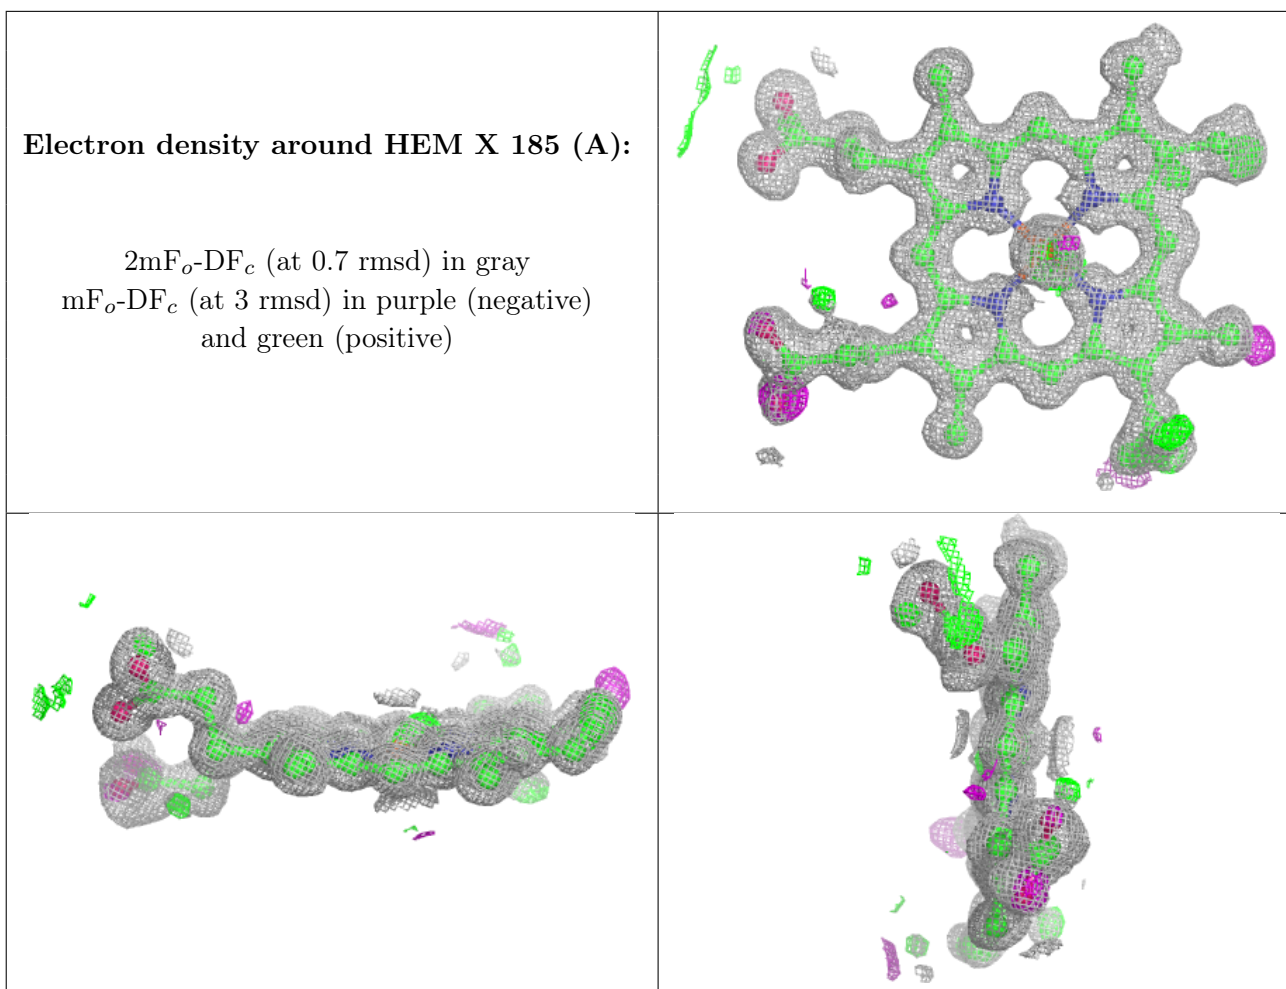 Electron density around HEM X 185 (A):
2mFₒ-DF𝒸 (at 0.7 rmsd) in gray
mFₒ-DF𝒸 (at 3 rmsd) in purple (negative)
and green (positive)